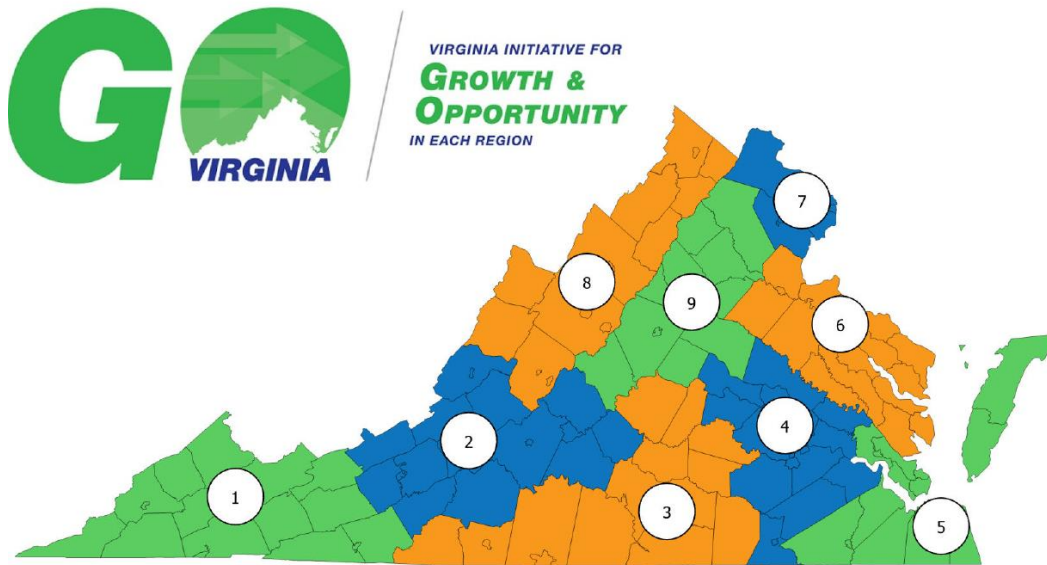 GO
VIRGINIA
VIRGINIA INITIATIVE FOR
GROWTH &
OPPORTUNITY
IN EACH REGION
7
8
9
6
4
2
1
3
5